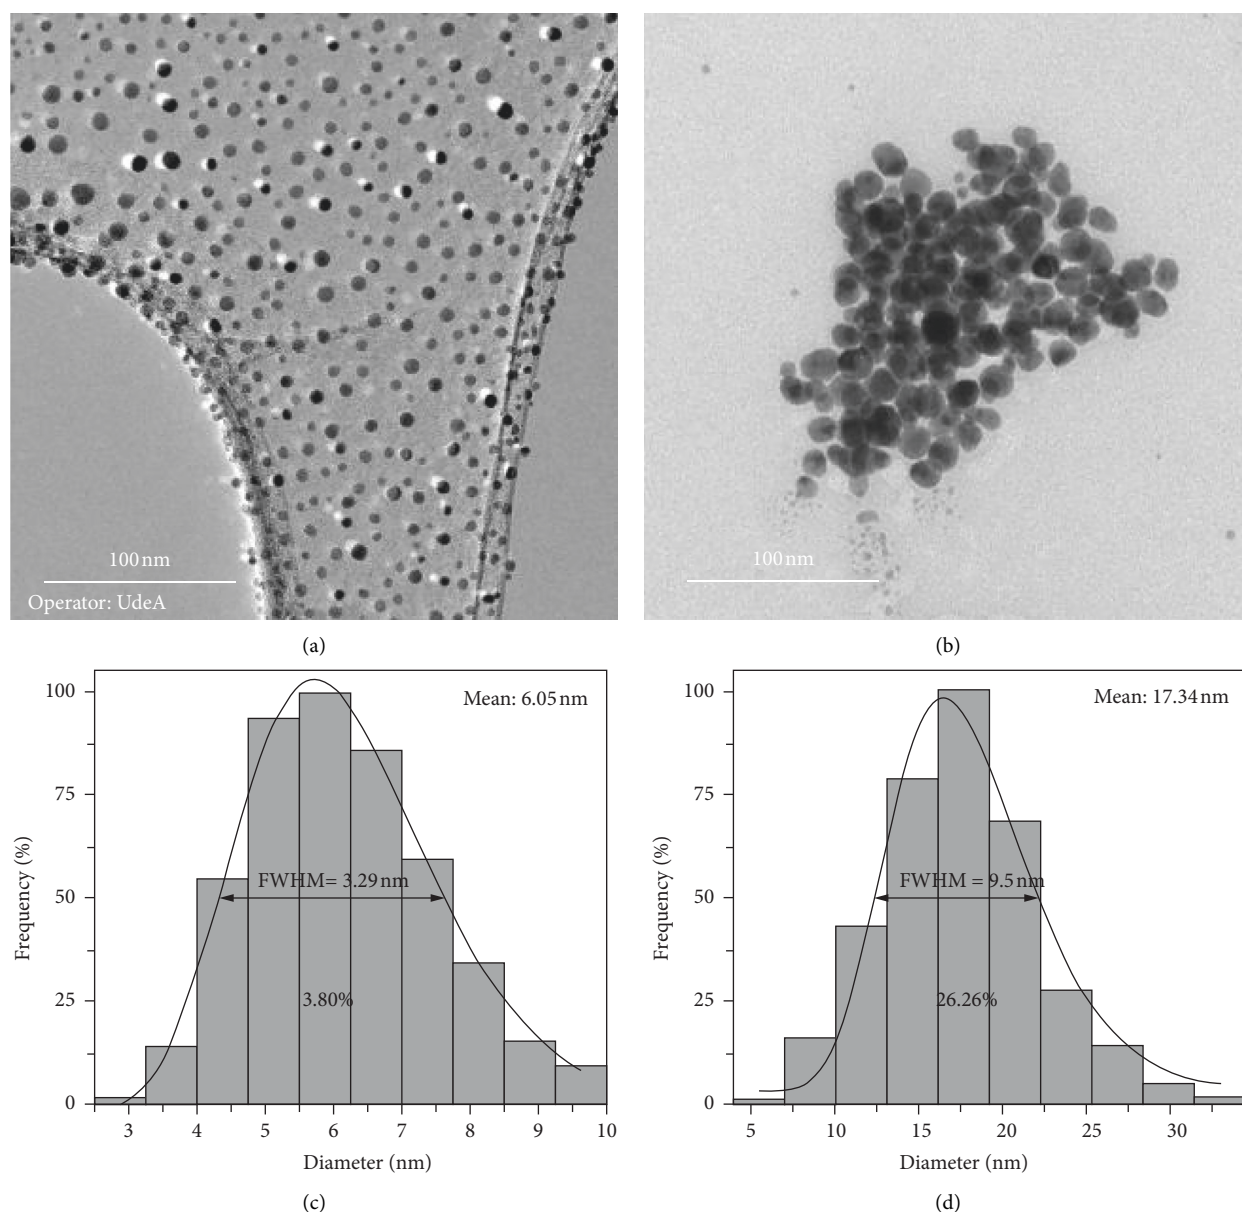 100 nm
Operator: UdeA
100 nm
(a)
(b)
100
75
50
25
0
Frequency (%)
Mean: 6.05 nm
FWHM= 3.29 nm
3.80%
3 4 5 6 7 8 9 10
Diameter (nm)
(c)
100
75
50
25
0
Frequency (%)
Mean: 17.34 nm
FWHM = 9.5 nm
26.26%
5 10 15 20 25 30
Diameter (nm)
(d)